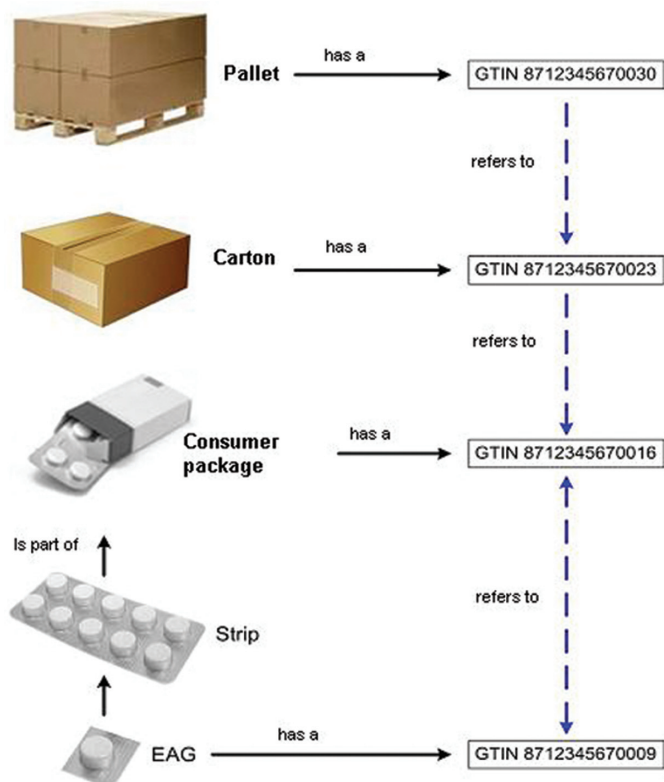 has a
Pallet
GTIN 8712345670030
refers to
has a
Carton
GTIN 8712345670023
refers to
has a
Consumer
package
GTIN 8712345670016
Is part of
refers to
Strip
has a
EAG
GTIN 8712345670009